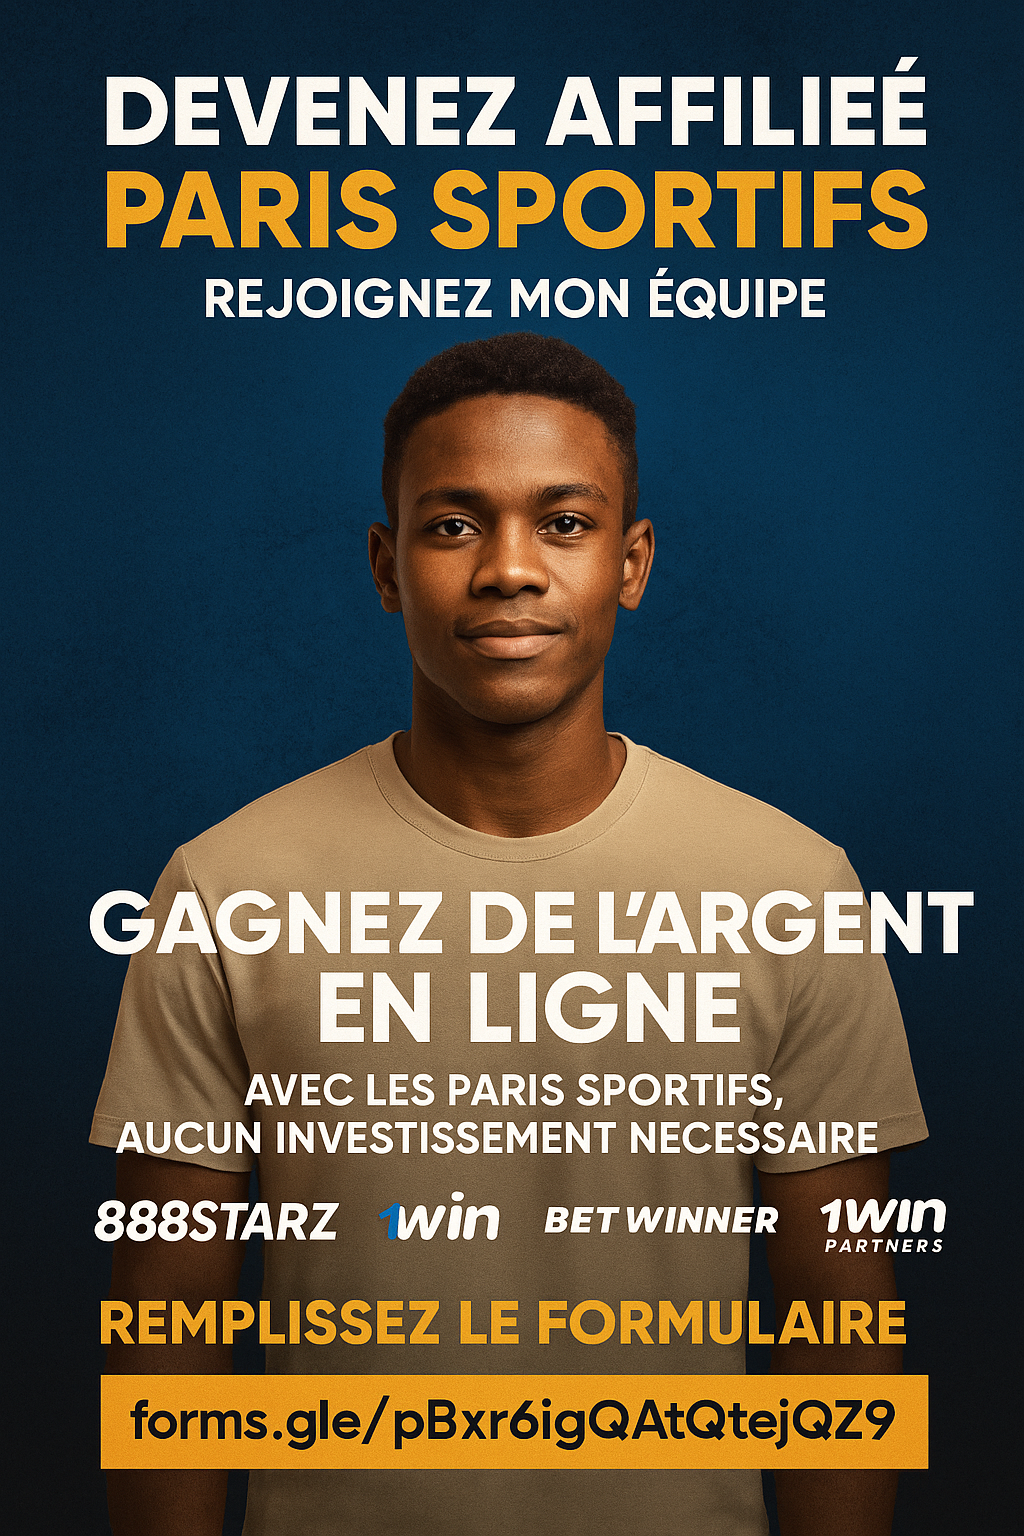 DEVENEZ AFFILIEÉ
PARIS SPORTIFS
REJOIGNEZ MON ÉQUIPE
GAGNEZ DE L'ARGENT
EN LIGNE
AVEC LES PARIS SPORTIFS,
AUCUN INVESTISSEMENT NECESSAIRE
888STARZ 1win BETWINNER 1WIN PARTNERS
REMPLISSEZ LE FORMULAIRE
forms.gle/pBxr6igQAtQtejQZ9